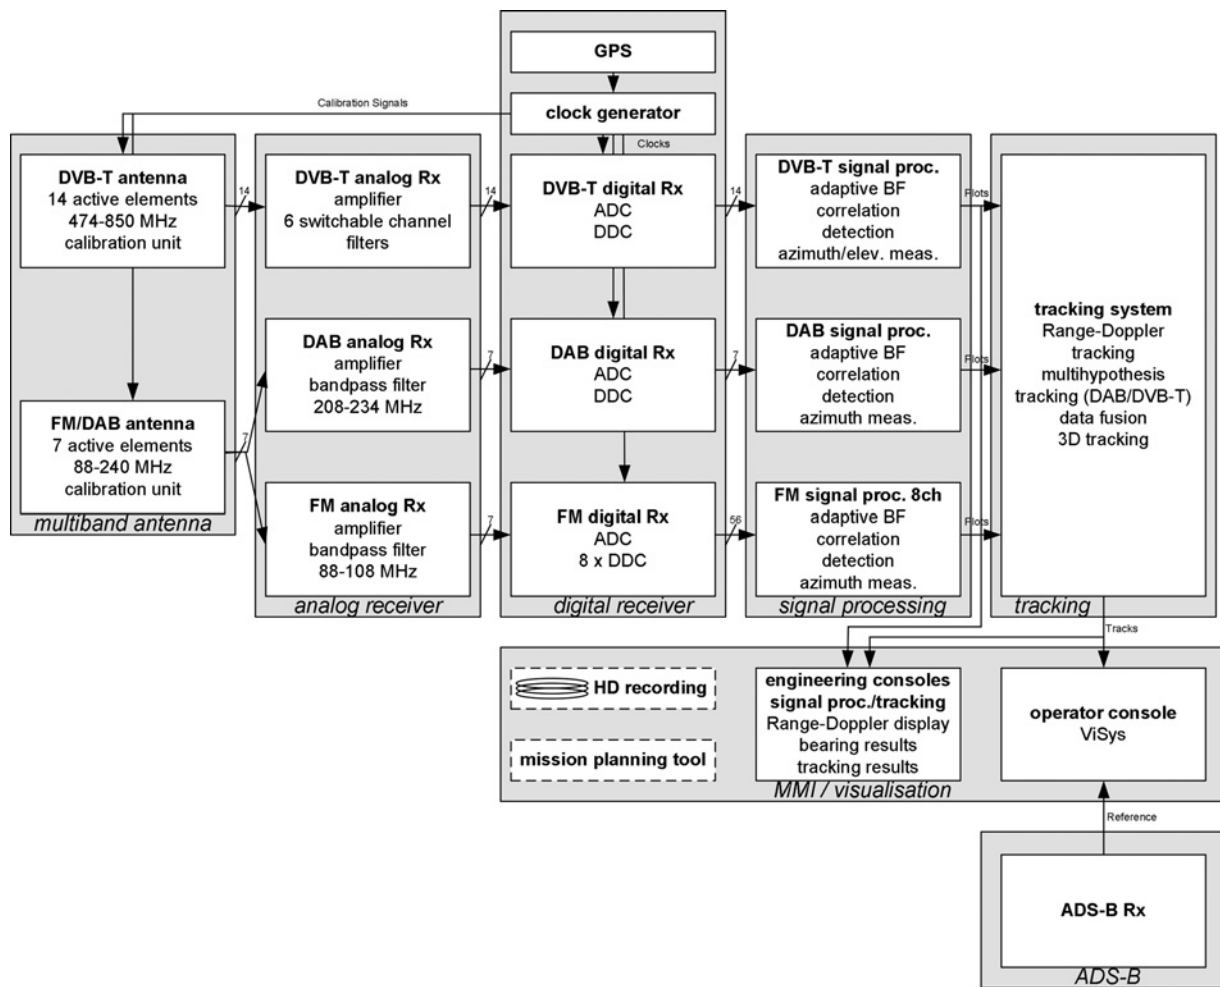 GPS
clock generator
Calibration Signals
Clocks
DVB-T antenna
14 active elements
474-850 MHz
calibration unit
14
DVB-T analog Rx
amplifier
6 switchable channel
filters
14
DVB-T digital Rx
ADC
DDC
14
DVB-T signal proc.
adaptive BF
correlation
detection
azimuth/elev. meas.
Plots
tracking system
Range-Doppler
tracking
multihypothesis
tracking (DAB/DVB-T)
data fusion
3D tracking
DAB analog Rx
amplifier
bandpass filter
208-234 MHz
7
DAB digital Rx
ADC
DDC
7
DAB signal proc.
adaptive BF
correlation
detection
azimuth meas.
Plots
FM/DAB antenna
7 active elements
88-240 MHz
calibration unit
7
FM analog Rx
amplifier
bandpass filter
88-108 MHz
7
FM digital Rx
ADC
8 x DDC
56
FM signal proc. 8ch
adaptive BF
correlation
detection
azimuth meas.
Plots
multiband antenna
analog receiver
digital receiver
signal processing
tracking
Tracks
HD recording
mission planning tool
engineering consoles
signal proc./tracking
Range-Doppler display
bearing results
tracking results
operator console
ViSys
MMI / visualisation
Reference
ADS-B Rx
ADS-B